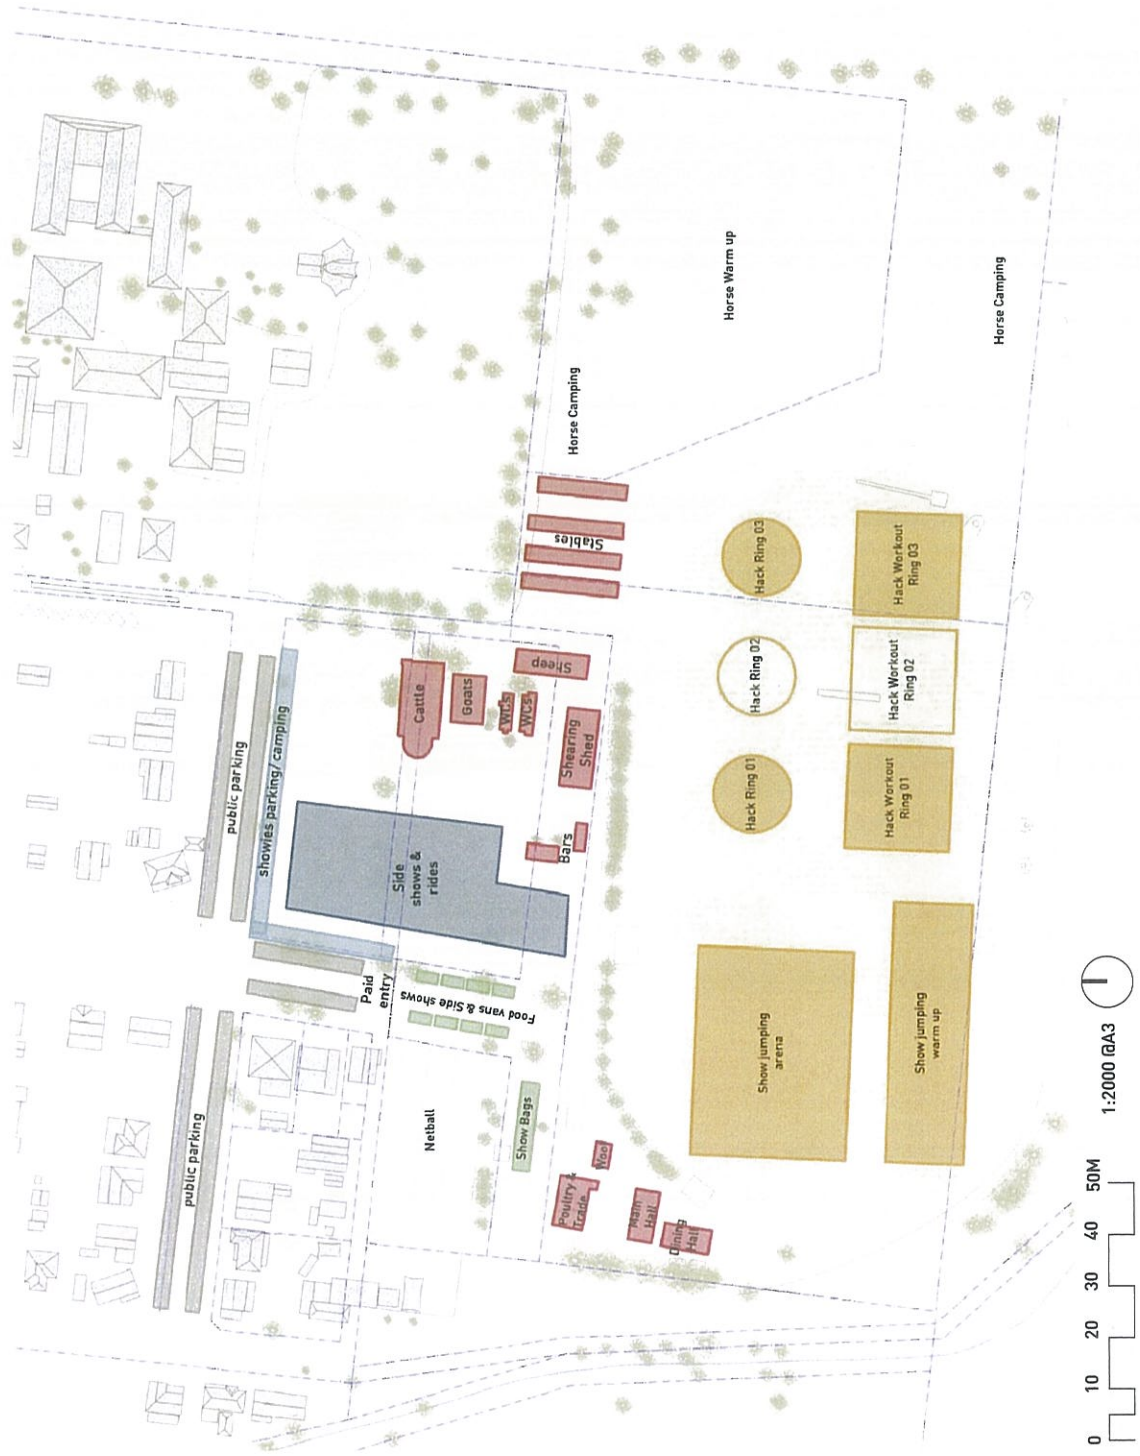 Horse Warm up
Horse Camping
Horse Camping
Stables
Hack Ring 03
Hack Workout
Ring 03
Hack Ring 02
Hack Workout
Ring 02
Hack Ring 01
Hack Workout
Ring 01
Sheep
Cattle
Goats
WCs
WCs
Shearing
Shed
Bars
public parking
showies parking/ camping
Side
shows &
rides
Paid
entry
Food vans & Side shows
public parking
Netball
Show Bags
Poultry &
Trade
Wool
Main
Hall
Dining
Hall
Show jumping
arena
Show jumping
warm up
1:2000 @A3
0 10 20 30 40 50M